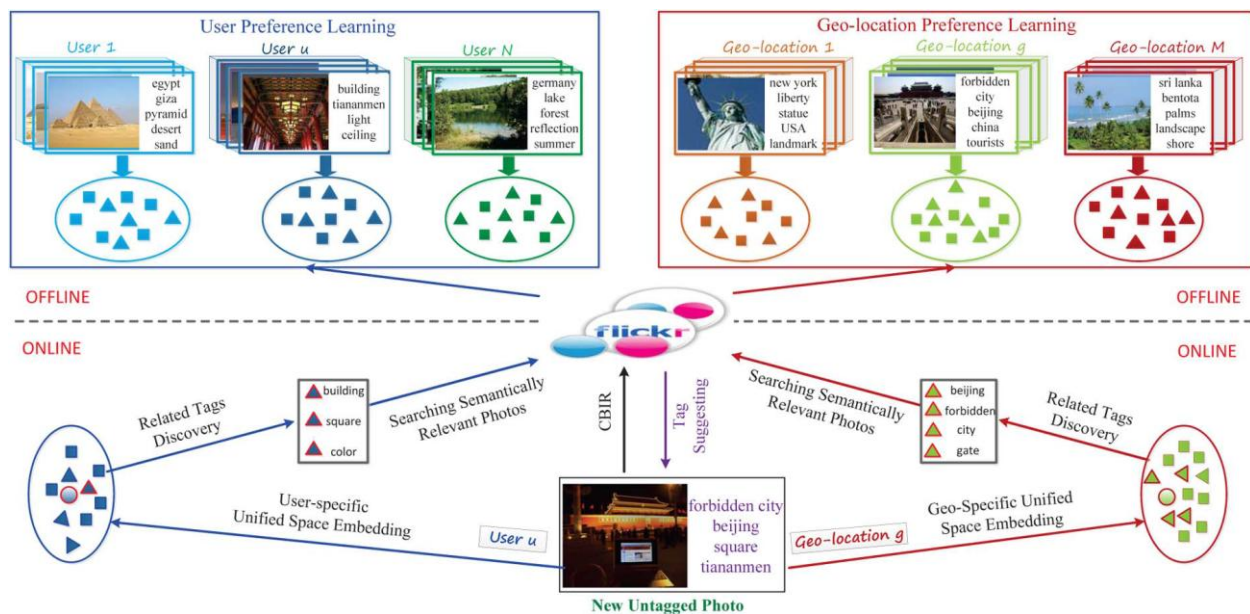 User Preference Learning
User 1
egypt
giza
pyramid
desert
sand
User u
building
tiananmen
light
ceiling
User N
germany
lake
forest
reflection
summer
Geo-location Preference Learning
Geo-location 1
new york
liberty
statue
USA
landmark
Geo-location g
forbidden
city
beijing
china
tourists
Geo-location M
sri lanka
bentota
palms
landscape
shore
OFFLINE
OFFLINE
flickr
ONLINE
ONLINE
Related Tags
Discovery
building
square
color
Searching Semantically
Relevant Photos
CBIR
Tag
Suggesting
Searching Semantically
Relevant Photos
beijing
forbidden
city
gate
Related Tags
Discovery
User-specific
Unified Space Embedding
User u
forbidden city
beijing
square
tiananmen
Geo-Specific Unified
Space Embedding
Geo-location g
New Untagged Photo